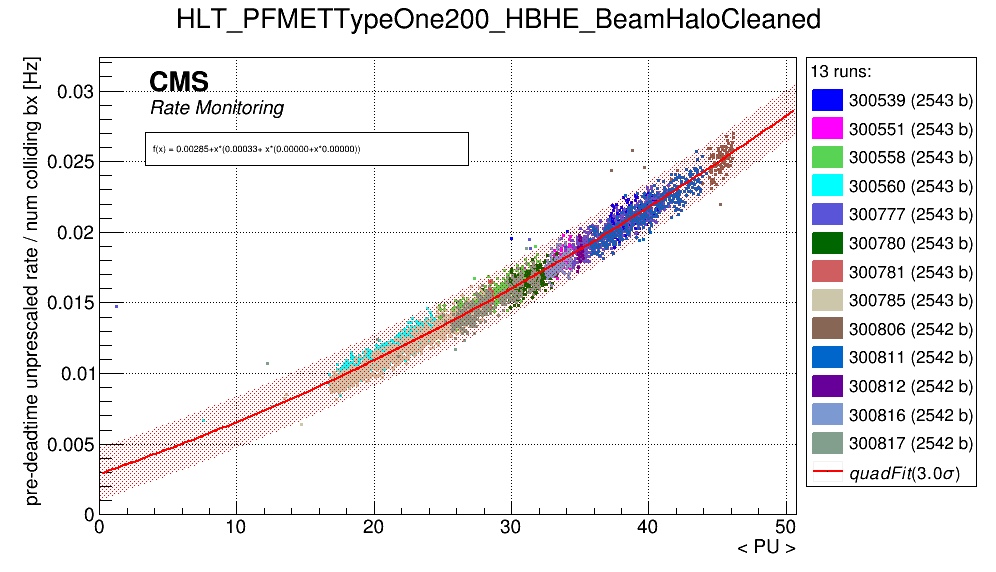 HLT_PFMETTypeOne200_HBHE_BeamHaloCleaned
pre-deadtime unprescaled rate / num colliding bx [Hz]
CMS
Rate Monitoring
f(x) = 0.00285+x*(0.00033+ x*(0.00000+x*0.00000))
0.03
0.025
0.02
0.015
0.01
0.005
0
0 10 20 30 40 50
< PU >
13 runs:
300539 (2543 b)
300551 (2543 b)
300558 (2543 b)
300560 (2543 b)
300777 (2543 b)
300780 (2543 b)
300781 (2543 b)
300785 (2543 b)
300806 (2542 b)
300811 (2542 b)
300812 (2542 b)
300816 (2542 b)
300817 (2542 b)
quadFit(3.0σ)